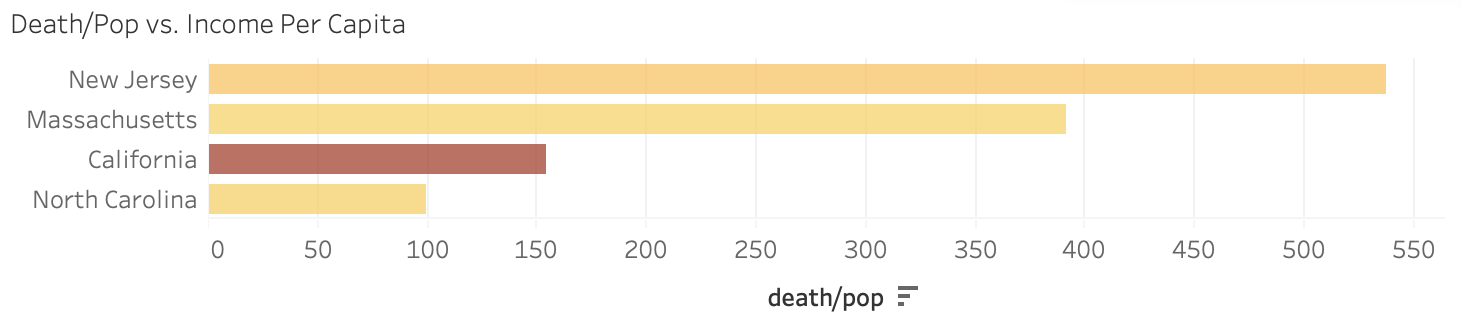 Death/Pop vs. Income Per Capita
New Jersey
Massachusetts
California
North Carolina
0 50 100 150 200 250 300 350 400 450 500 550
death/pop